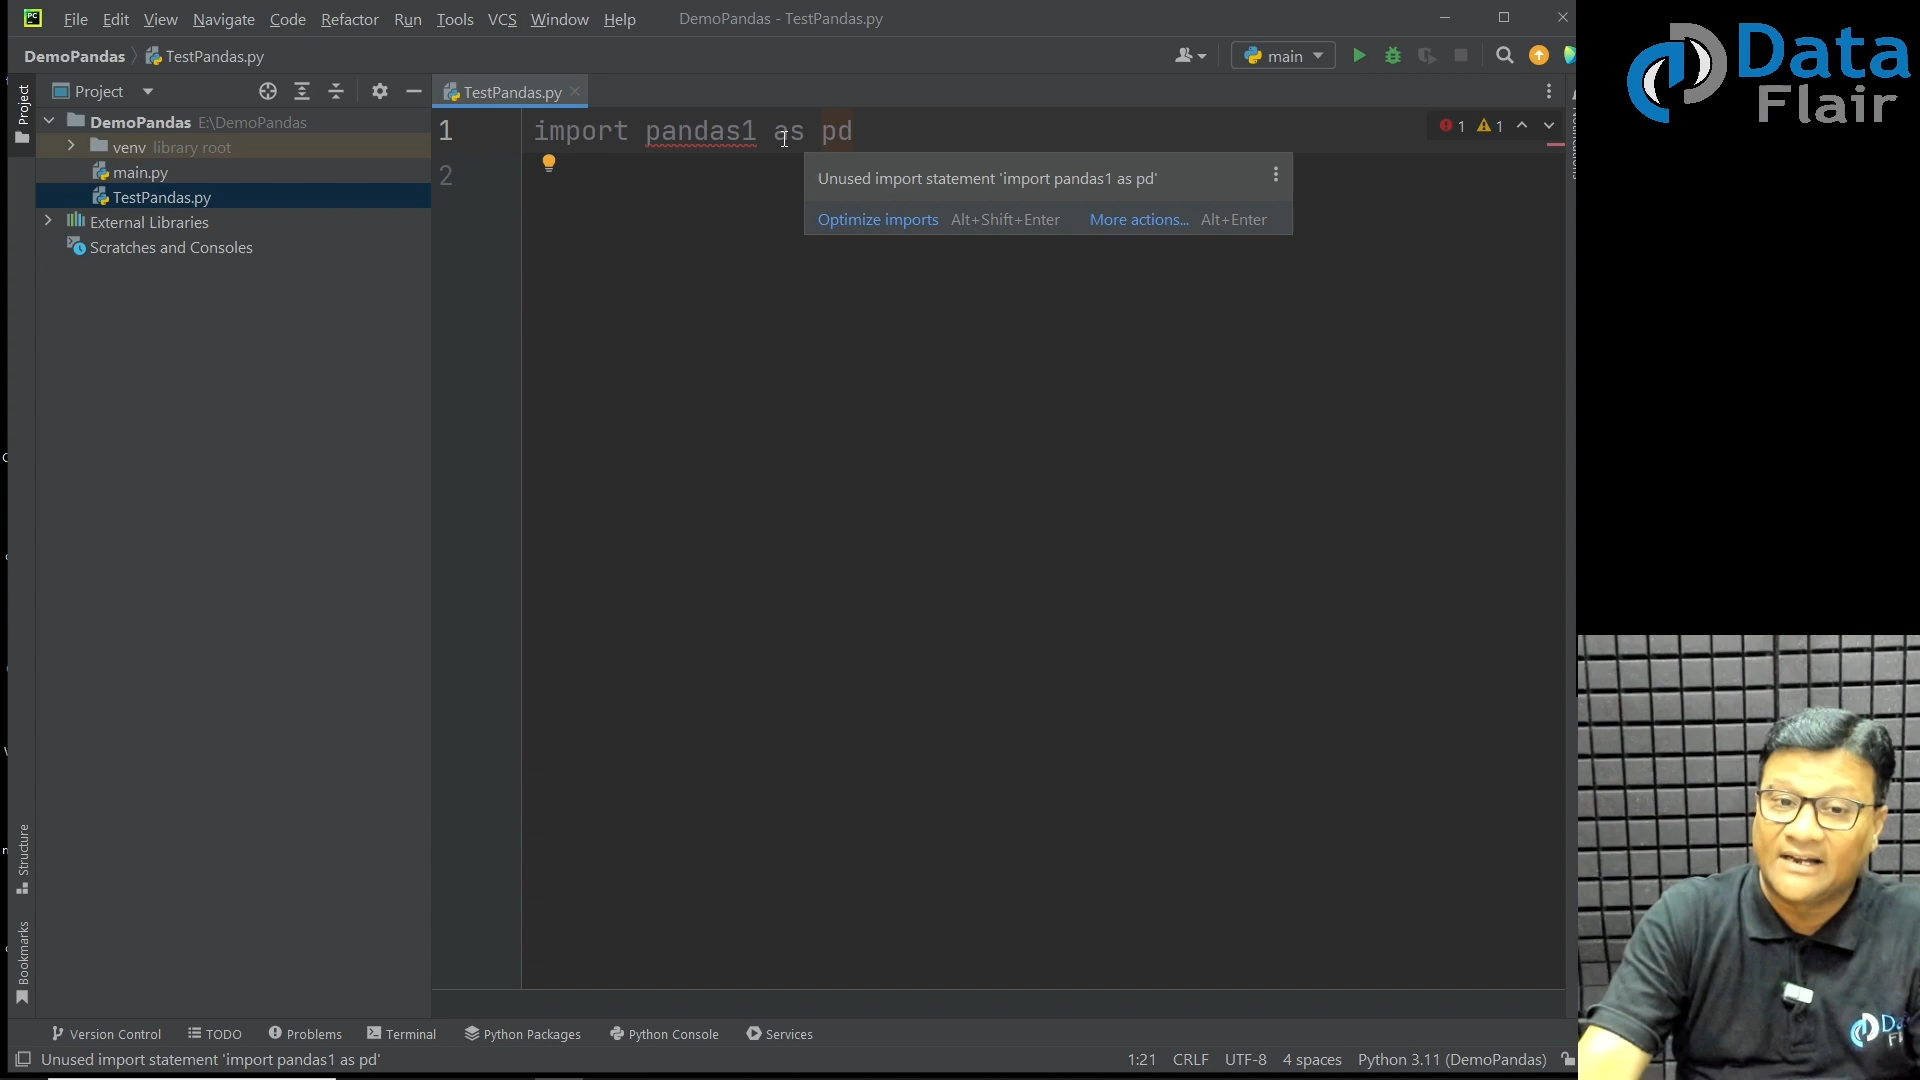 File Edit View Navigate Code Refactor Run Tools VCS Window Help DemoPandas - TestPandas.py
DemoPandas TestPandas.py main
Project
Project
TestPandas.py
DemoPandas E:\DemoPandas
venv library root
main.py
TestPandas.py
External Libraries
Scratches and Consoles
1 import pandas1 as pd
2
1 1
Unused import statement 'import pandas1 as pd'
Optimize imports Alt+Shift+Enter More actions... Alt+Enter
Data
Flair
Structure
Bookmarks
Version Control TODO Problems Terminal Python Packages Python Console Services
Unused import statement 'import pandas1 as pd'
1:21 CRLF UTF-8 4 spaces Python 3.11 (DemoPandas)